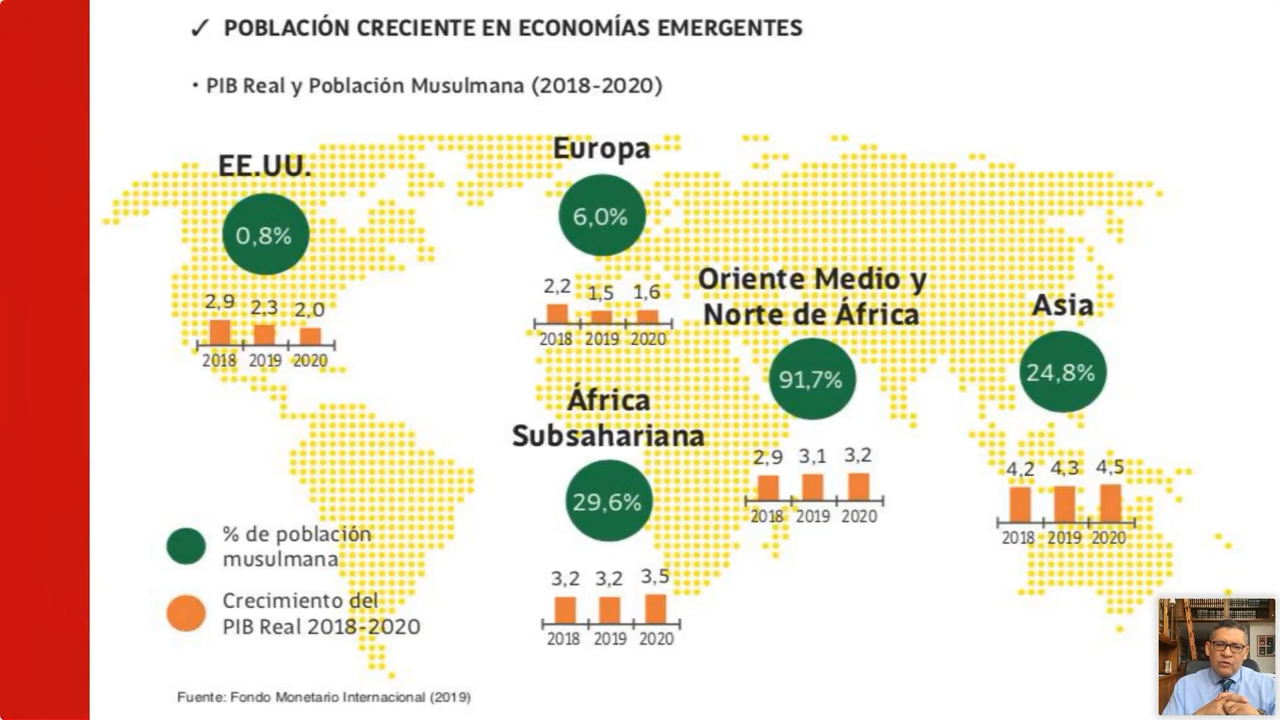 ✓ POBLACIÓN CRECIENTE EN ECONOMÍAS EMERGENTES
• PIB Real y Población Musulmana (2018-2020)
EE.UU.
0,8%
2,9 2,3 2,0
2018 2019 2020
Europa
6,0%
2,2 1,5 1,6
2018 2019 2020
Oriente Medio y
Norte de África
91,7%
2,9 3,1 3,2
2018 2019 2020
Asia
24,8%
4,2 4,3 4,5
2018 2019 2020
África
Subsahariana
29,6%
3,2 3,2 3,5
2018 2019 2020
% de población
musulmana
Crecimiento del
PIB Real 2018-2020
Fuente: Fondo Monetario Internacional (2019)